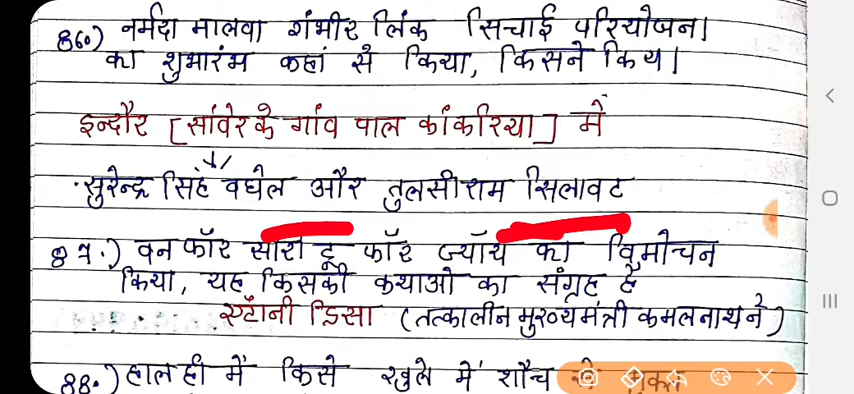 86.) नर्मदा मालवा गंभीर लिंक सिचाई परियोजना
का शुभारंभ कहां से किया, किसने किया
इन्दौर [सांवेर के गांव पाल कांकरिया] में
सुरेन्द्र सिंह वघेल और तुलसीराम सिलावट
87.) वन फॉर सारो टू फॉर ज्यॉय का विमोचन
किया, यह किसकी कथाओ का संग्रह है
स्टॉनी डिसा (तत्कालीन मुख्यमंत्री कमलनाथ ने)
88.) हाल ही में किसे खुले में शौच से मुक्त